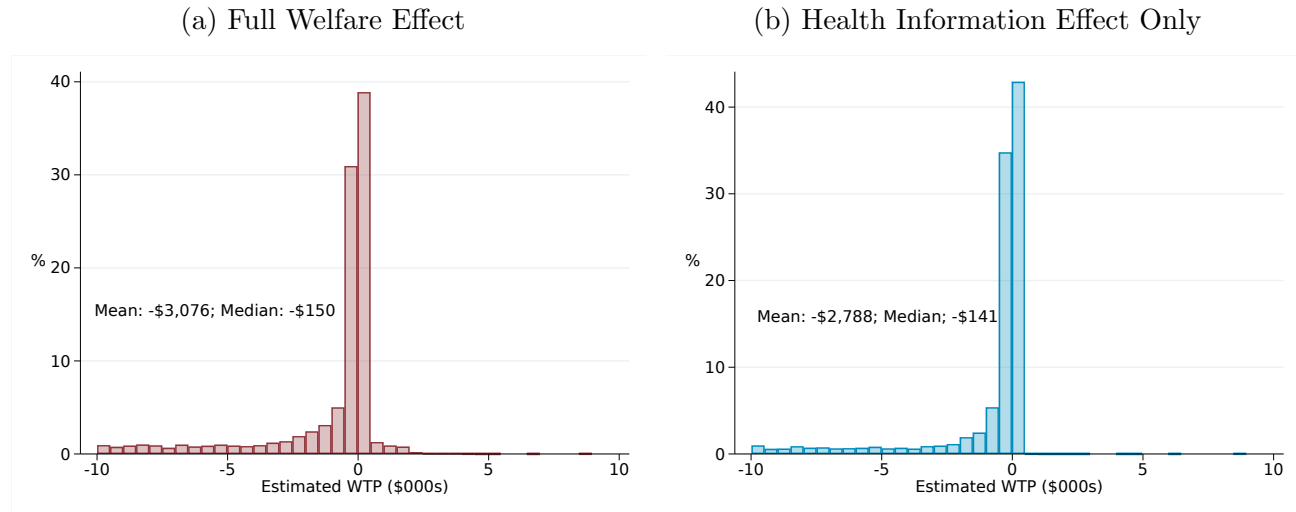 (a) Full Welfare Effect
40
30
20
10
0
%
Mean: -$3,076; Median: -$150
-10 -5 0 5 10
Estimated WTP ($000s)
(b) Health Information Effect Only
40
30
20
10
0
%
Mean: -$2,788; Median; -$141
-10 -5 0 5 10
Estimated WTP ($000s)